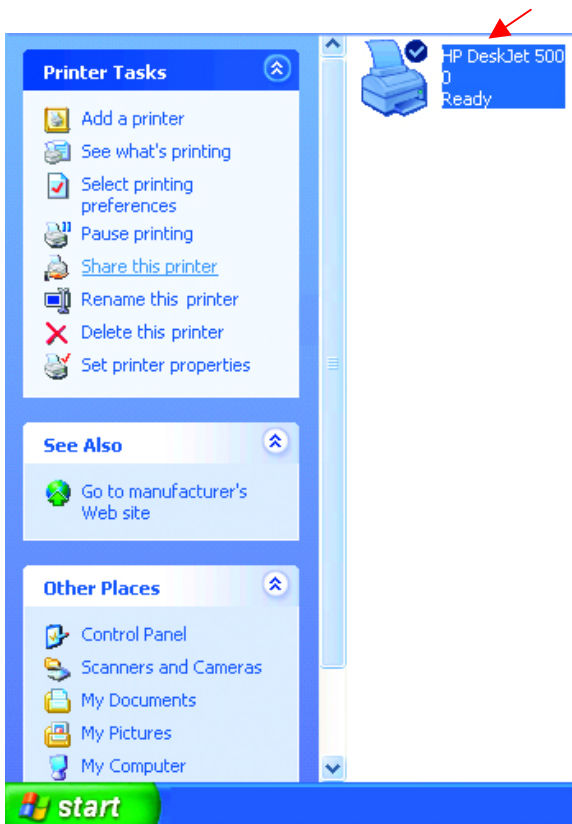 Printer Tasks
Add a printer
See what's printing
Select printing
preferences
Pause printing
Share this printer
Rename this printer
Delete this printer
Set printer properties
See Also
Go to manufacturer's
Web site
Other Places
Control Panel
Scanners and Cameras
My Documents
My Pictures
My Computer
HP DeskJet 500
0
Ready
start